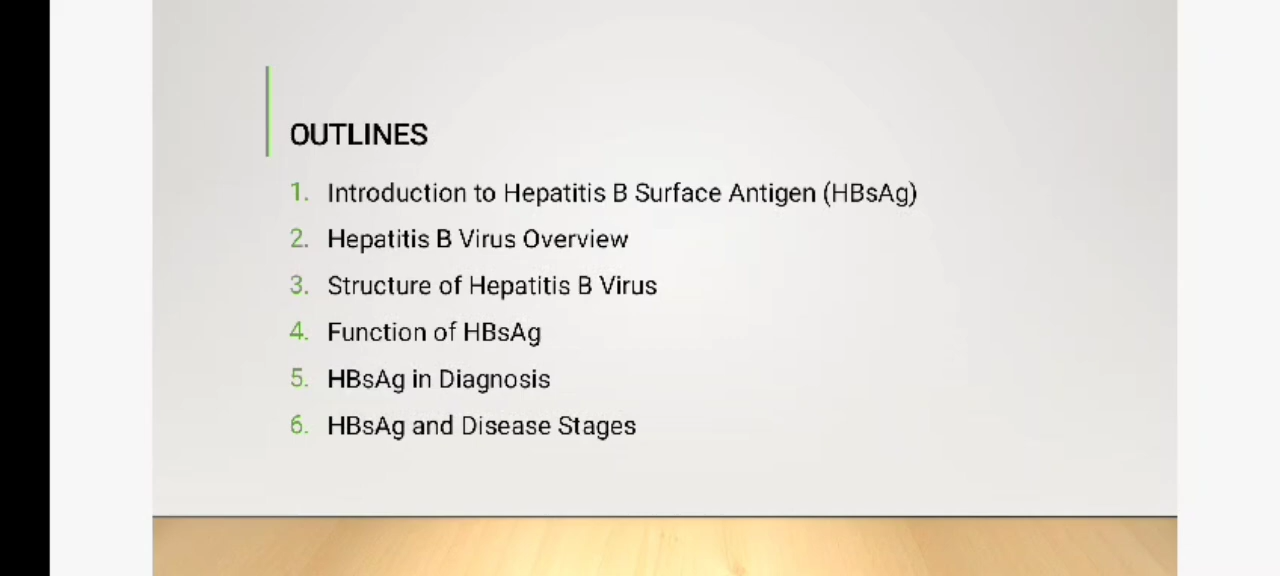 OUTLINES
1. Introduction to Hepatitis B Surface Antigen (HBsAg)
2. Hepatitis B Virus Overview
3. Structure of Hepatitis B Virus
4. Function of HBsAg
5. HBsAg in Diagnosis
6. HBsAg and Disease Stages